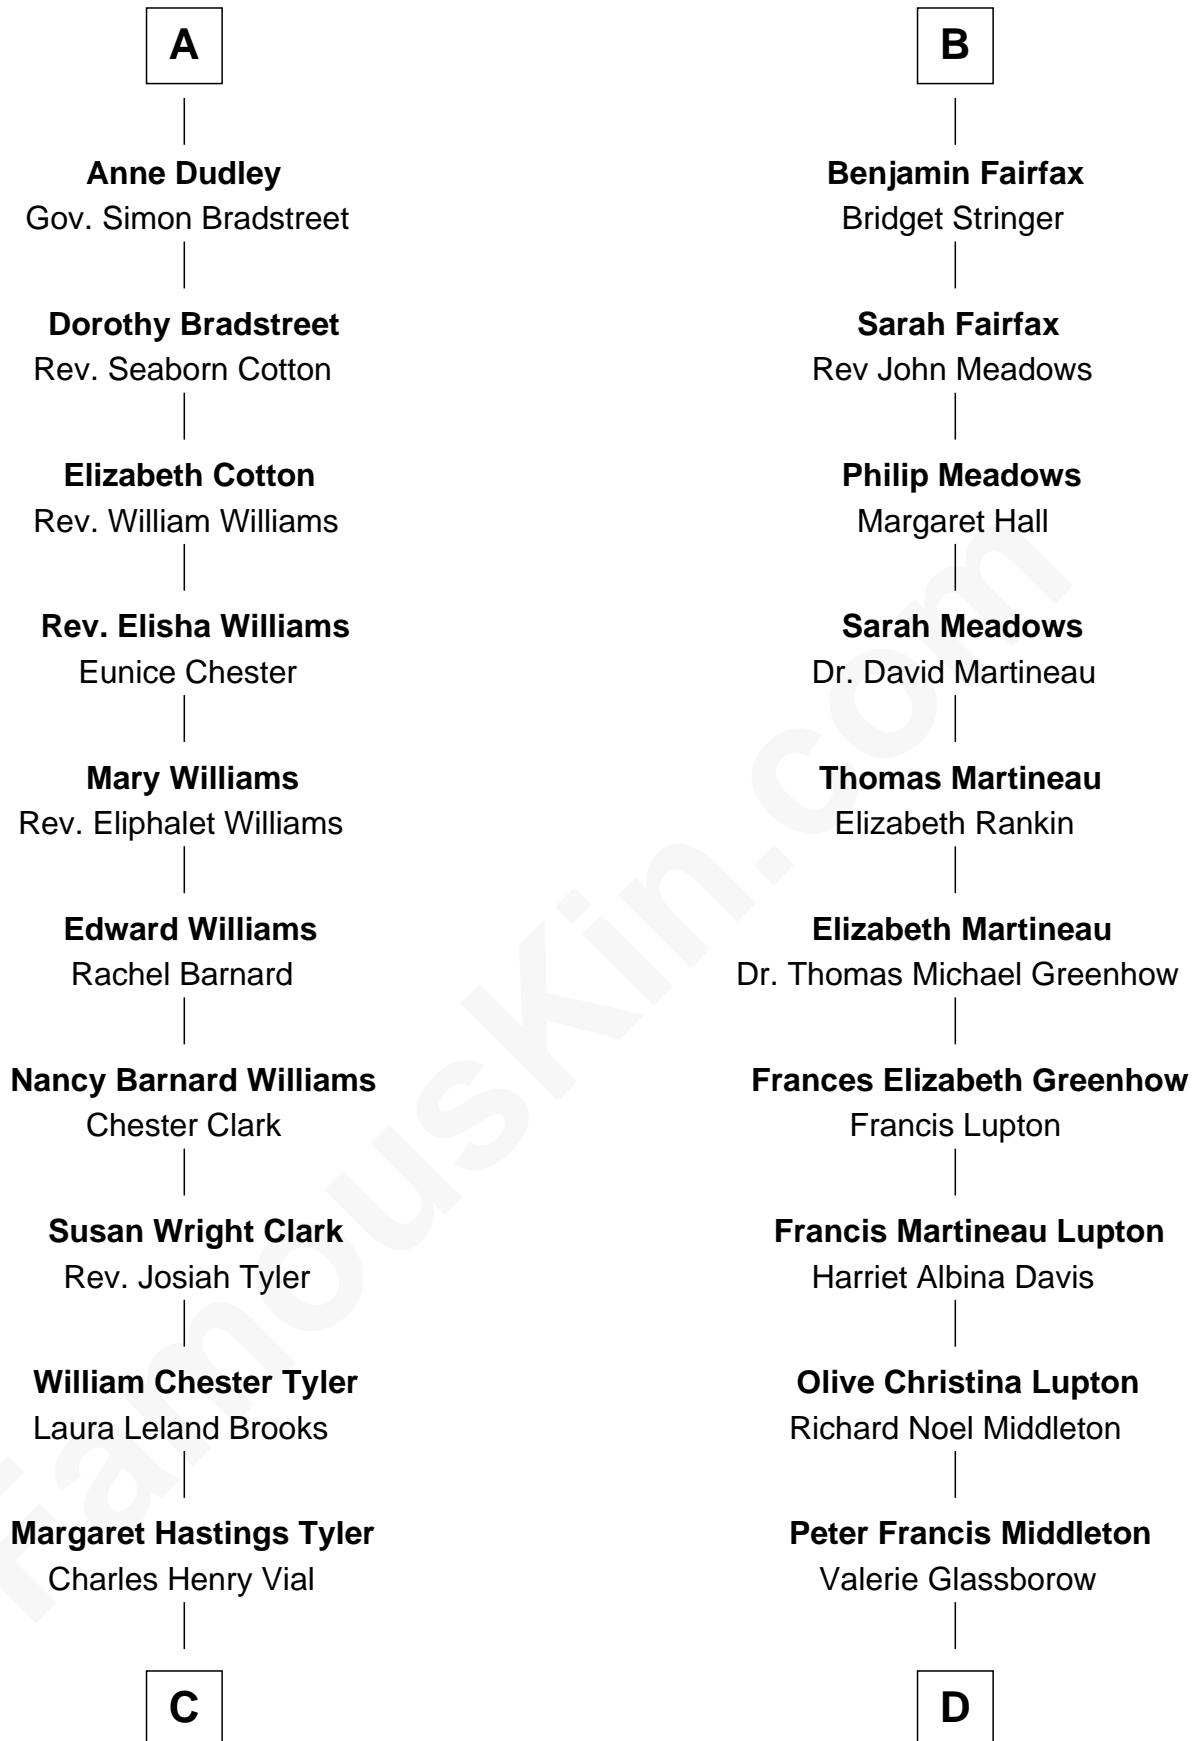 A
Anne Dudley
Gov. Simon Bradstreet
Dorothy Bradstreet
Rev. Seaborn Cotton
Elizabeth Cotton
Rev. William Williams
Rev. Elisha Williams
Eunice Chester
Mary Williams
Rev. Eliphalet Williams
Edward Williams
Rachel Barnard
Nancy Barnard Williams
Chester Clark
Susan Wright Clark
Rev. Josiah Tyler
William Chester Tyler
Laura Leland Brooks
Margaret Hastings Tyler
Charles Henry Vial
C
B
Benjamin Fairfax
Bridget Stringer
Sarah Fairfax
Rev John Meadows
Philip Meadows
Margaret Hall
Sarah Meadows
Dr. David Martineau
Thomas Martineau
Elizabeth Rankin
Elizabeth Martineau
Dr. Thomas Michael Greenhow
Frances Elizabeth Greenhow
Francis Lupton
Francis Martineau Lupton
Harriet Albina Davis
Olive Christina Lupton
Richard Noel Middleton
Peter Francis Middleton
Valerie Glassborow
D
FamousKin.com